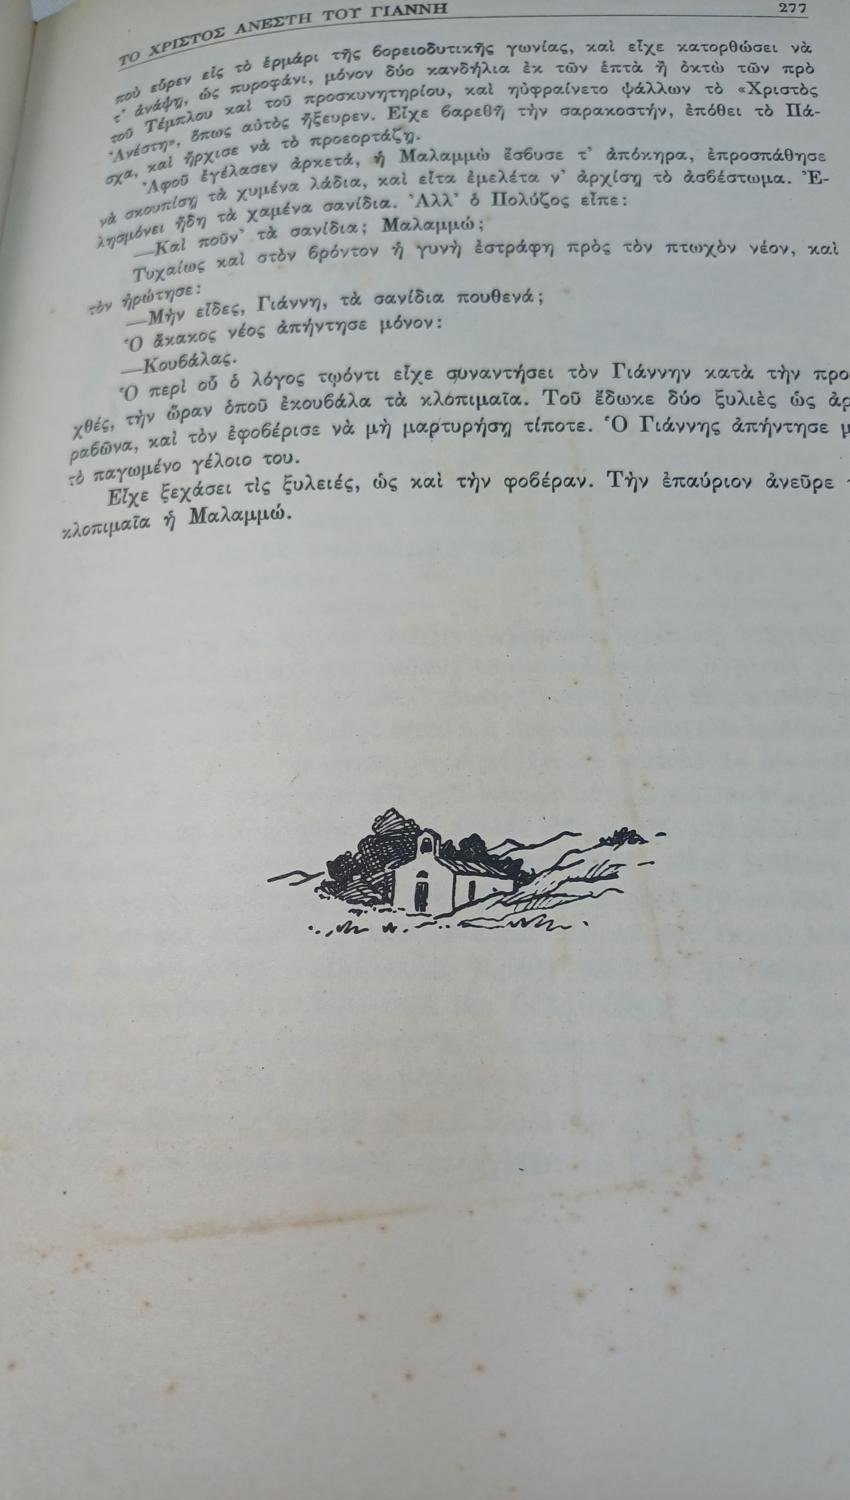 ΤΟ ΧΡΙΣΤΟΣ ΑΝΕΣΤΗ ΤΟΥ ΓΙΑΝΝΗ 277
ποὺ εὗρεν εἰς τὸ ἑρμάρι τῆς βορειοδυτικῆς γωνίας, καὶ εἶχε κατορθώσει νὰ
τ' ἀνάψῃ, ὡς πυροφάνι, μόνον δύο κανδήλια ἐκ τῶν ἑπτὰ ἢ ὀκτὼ τῶν πρὸ
τοῦ Τέμπλου καὶ τοῦ προσκυνηταρίου, καὶ ηὐφραίνετο ψάλλων τὸ «Χριστὸς
Ἀνέστη», ὅπως αὐτὸς ἤξευρεν. Εἶχε βαρεθῆ τὴν σαρακοστήν, ἐπόθει τὸ Πά-
σχα, καὶ ἤρχισε νὰ τὸ προεορτάζῃ.
Ἀφοῦ ἐγέλασεν ἀρκετά, ἡ Μαλαμμὼ ἔσβυσε τ' ἀπόκηρα, ἐπροσπάθησε
νὰ σκουπίσῃ τὰ χυμένα λάδια, καὶ εἶτα ἐμελέτα ν' ἀρχίσῃ τὸ ἀσβέστωμα. Ἐ-
λησμόνει ἤδη τὰ χαμένα σανίδια. Ἀλλ' ὁ Πολύζος εἶπε:
—Καὶ ποῦν' τὰ σανίδια; Μαλαμμώ;
Τυχαίως καὶ στὸν βρόντον ἡ γυνὴ ἐστράφη πρὸς τὸν πτωχὸν νέον, καὶ
τὸν ἠρώτησε:
—Μὴν εἶδες, Γιάννη, τὰ σανίδια πουθενά;
Ὁ ἄκακος νέος ἀπήντησε μόνον:
—Κουβάλας.
Ὁ περὶ οὗ ὁ λόγος τῳόντι εἶχε συναντήσει τὸν Γιάννην κατὰ τὴν προ
χθές, τὴν ὥραν ὁποῦ ἐκουβάλα τὰ κλοπιμαῖα. Τοῦ ἔδωκε δύο ξυλιὲς ὡς ἀρ
ραβῶνα, καὶ τὸν ἐφοβέρισε νὰ μὴ μαρτυρήσῃ τίποτε. Ὁ Γιάννης ἀπήντησε μ
τὸ παγωμένο γέλοιο του.
Εἶχε ξεχάσει τὶς ξυλειές, ὡς καὶ τὴν φοβέραν. Τὴν ἐπαύριον ἀνεῦρε
κλοπιμαῖα ἡ Μαλαμμώ.